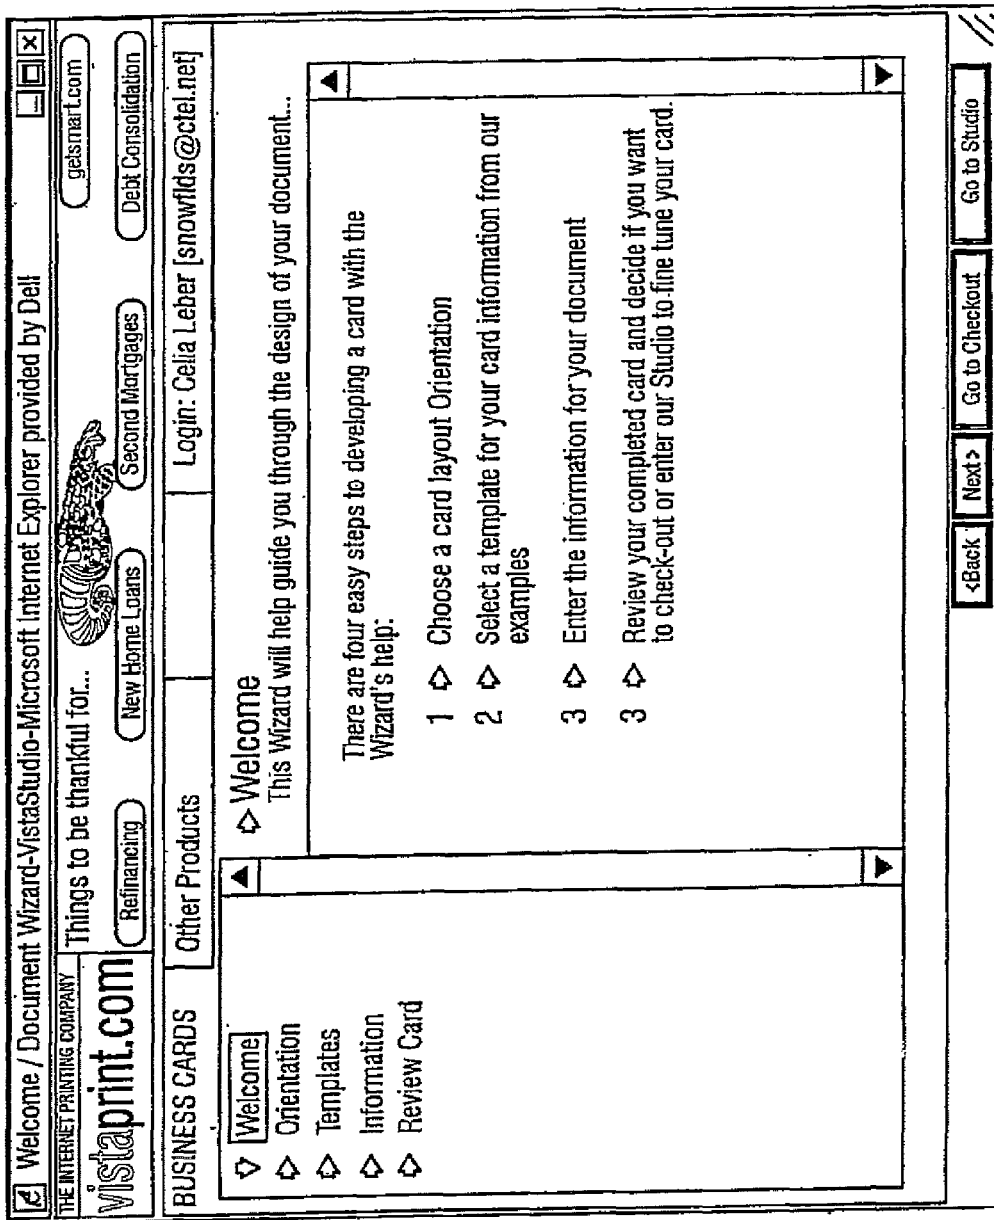 Welcome / Document Wizard-VistaStudio-Microsoft Internet Explorer provided by Dell
THE INTERNET PRINTING COMPANY
vistaprint.com
Things to be thankful for...
getsmart.com
Refinancing
New Home Loans
Second Mortgages
Debt Consolidation
BUSINESS CARDS
Other Products
Login: Celia Leber [snowflds@ctel.net]
Welcome
Orientation
Templates
Information
Review Card
Welcome
This Wizard will help guide you through the design of your document...
There are four easy steps to developing a card with the
Wizard's help:
1 Choose a card layout Orientation
2. Select a template for your card information from our
examples
3 Enter the information for your document
3 Review your completed card and decide if you want
to check-out or enter our Studio to fine tune your card.
<Back
Next>
Go to Checkout
Go to Studio